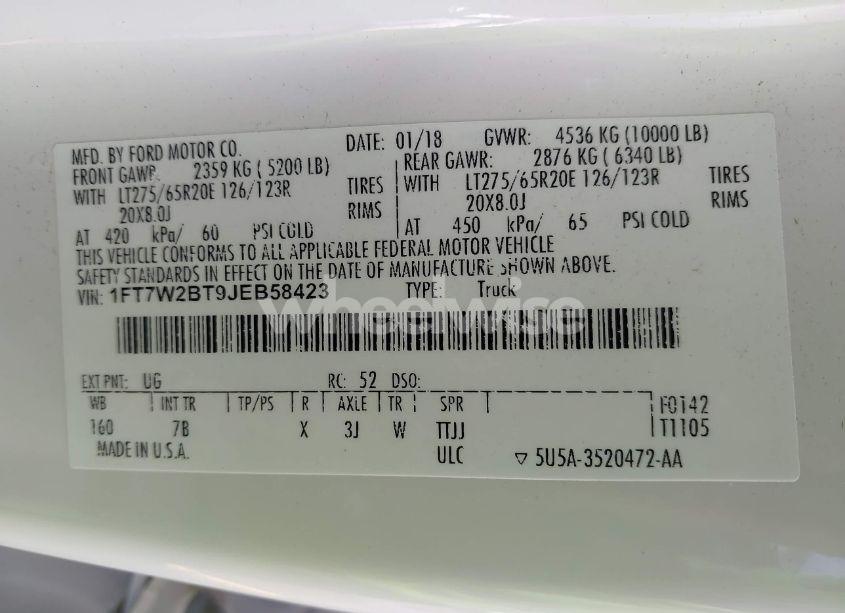 MFD. BY FORD MOTOR CO. DATE: 01/18 GVWR: 4536 KG (10000 LB)
FRONT GAWR: 2359 KG ( 5200 LB) REAR GAWR: 2876 KG ( 6340 LB)
WITH LT275/65R20E 126/123R TIRES WITH LT275/65R20E 126/123R TIRES
20X8.0J RIMS 20X8.0J RIMS
AT 420 kPa/ 60 PSI COLD AT 450 kPa/ 65 PSI COLD
THIS VEHICLE CONFORMS TO ALL APPLICABLE FEDERAL MOTOR VEHICLE
SAFETY STANDARDS IN EFFECT ON THE DATE OF MANUFACTURE SHOWN ABOVE.
VIN: 1FT7W2BT9JEB58423 TYPE: Truck
Wheelwise
EXT PNT: UG RC: 52 DSO:
WB INT TR TP/PS R AXLE TR SPR F0142
160 7B X 3J W TTJJ T1105
MADE IN U.S.A. ULC ▽ 5U5A-3520472-AA